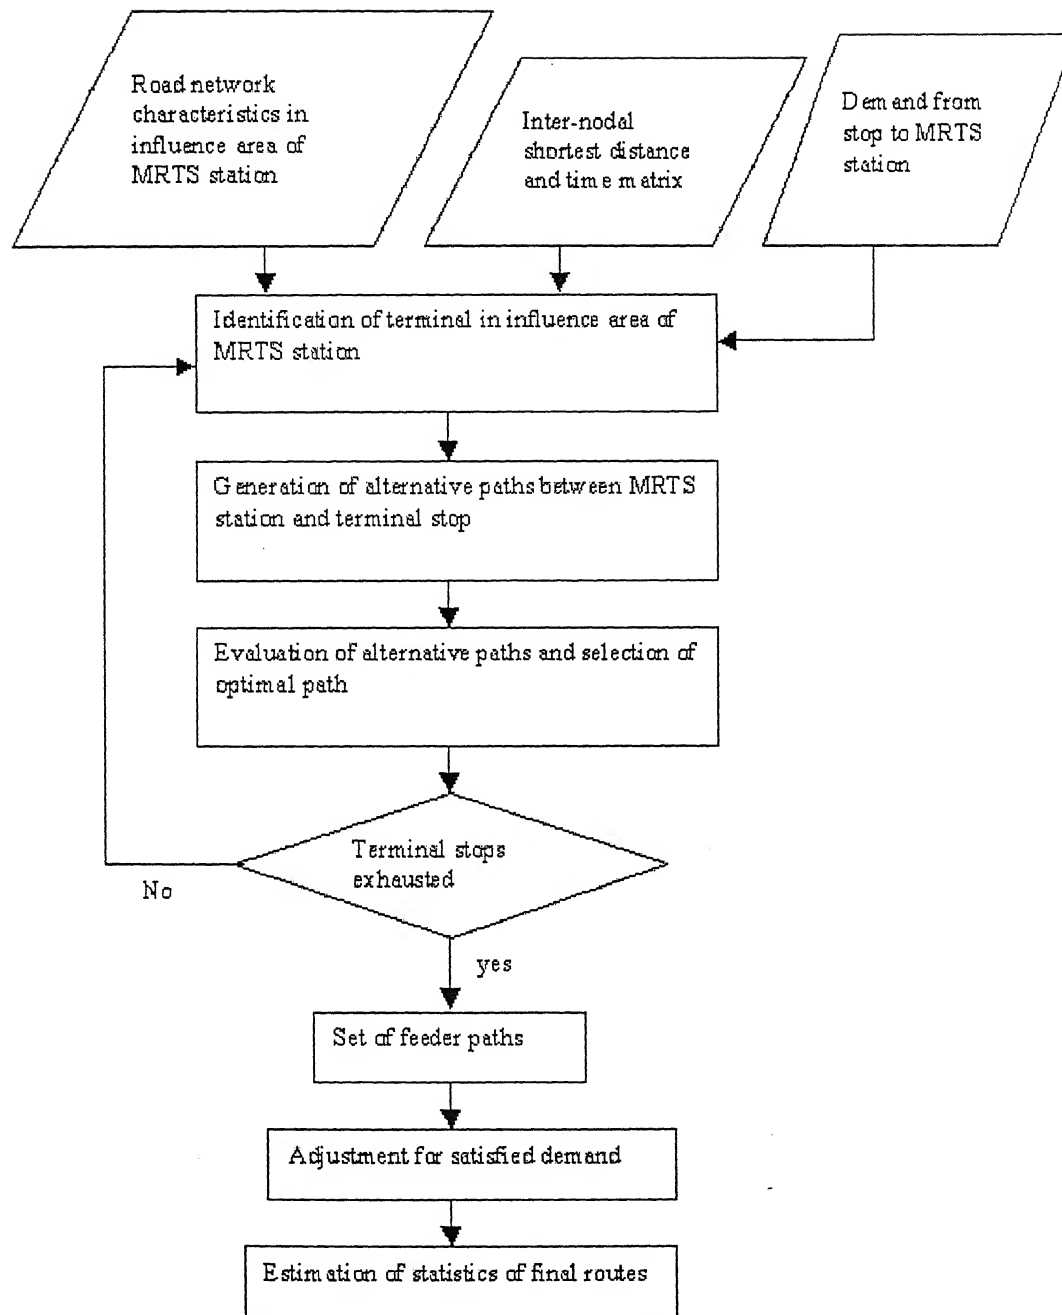 Road network
characteristics in
influence area of
MRTS station
Inter-nodal
shortest distance
and time matrix
Demand from
stop to MRTS
station
Identification of terminal in influence area of
MRTS station
Generation of alternative paths between MRTS
station and terminal stop
Evaluation of alternative paths and selection of
optimal path
Terminal stops
exhausted
No
yes
Set of feeder paths
Adjustment for satisfied demand
Estimation of statistics of final routes